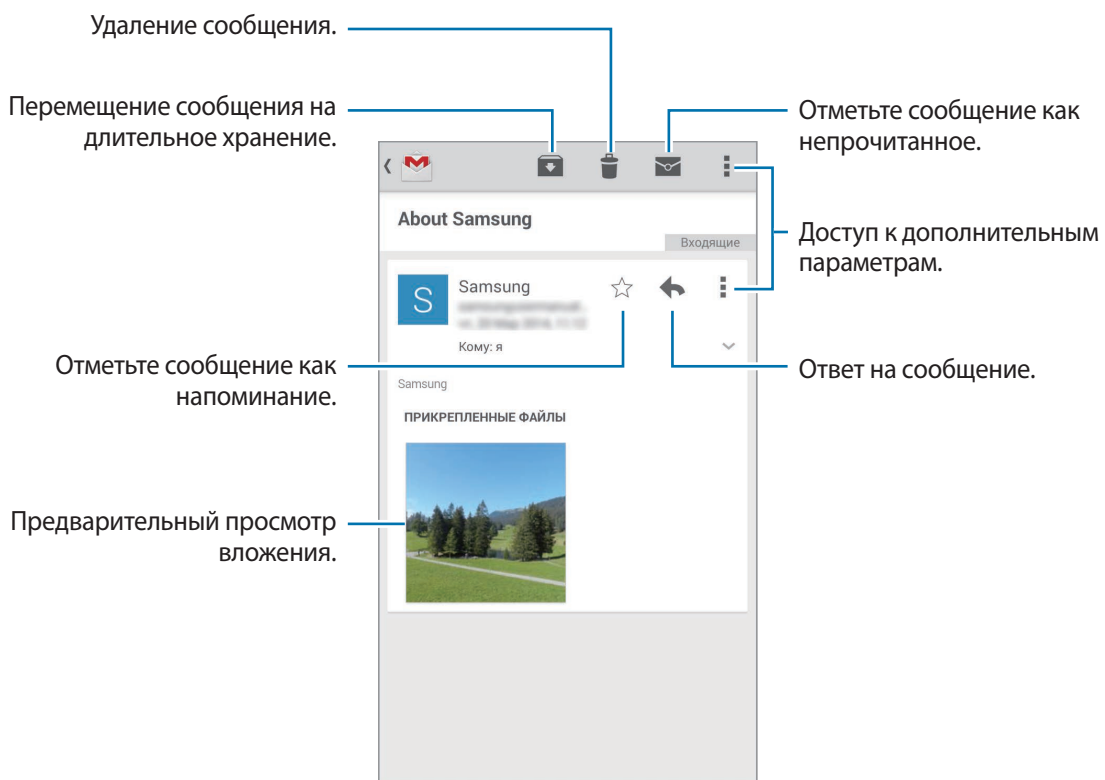 Удаление сообщения.
Перемещение сообщения на
длительное хранение.
Отметьте сообщение как
непрочитанное.
About Samsung
Входящие
Доступ к дополнительным
параметрам.
S
Samsung
Кому: я
Отметьте сообщение как
напоминание.
Ответ на сообщение.
Samsung
ПРИКРЕПЛЕННЫЕ ФАЙЛЫ
Предварительный просмотр
вложения.